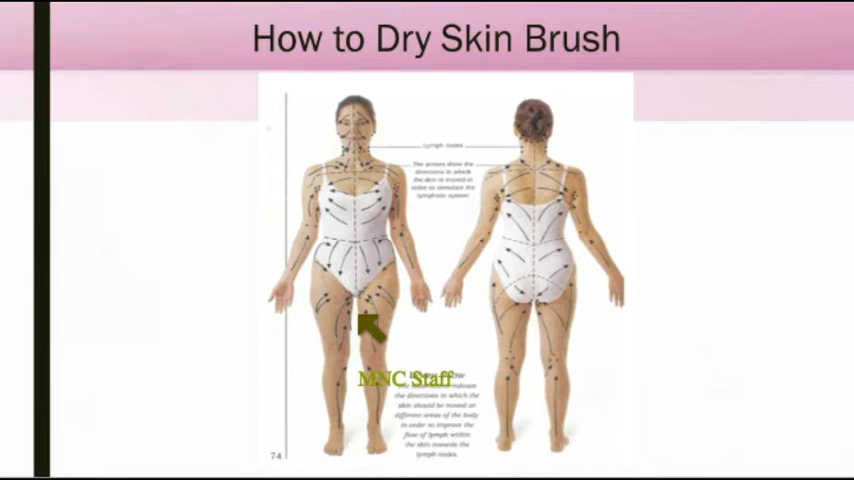 How to Dry Skin Brush
Lymph nodes
The arrows show the
directions in which
the skin is moved in
order to stimulate the
lymphatic system
MNC Staff
indicate
the directions in which the
skin should be moved on
different areas of the body
in order to improve the
flow of lymph within
the skin towards the
lymph nodes.
74